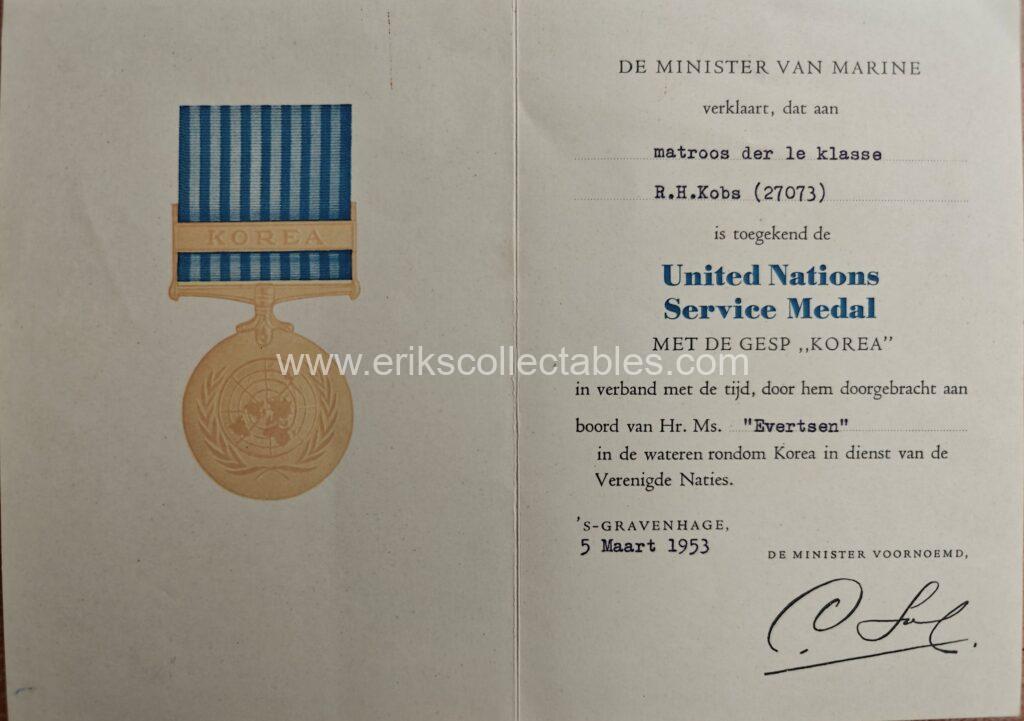 KOREA
www.erikscollectables.com
DE MINISTER VAN MARINE
verklaart, dat aan
matroos der 1e klasse
R.H.Kobs (27073)
is toegekend de
United Nations
Service Medal
MET DE GESP „KOREA”
in verband met de tijd, door hem doorgebracht aan
boord van Hr. Ms. "Evertsen"
in de wateren rondom Korea in dienst van de
Verenigde Naties.
'S-GRAVENHAGE,
5 Maart 1953
DE MINISTER VOORNOEMD,